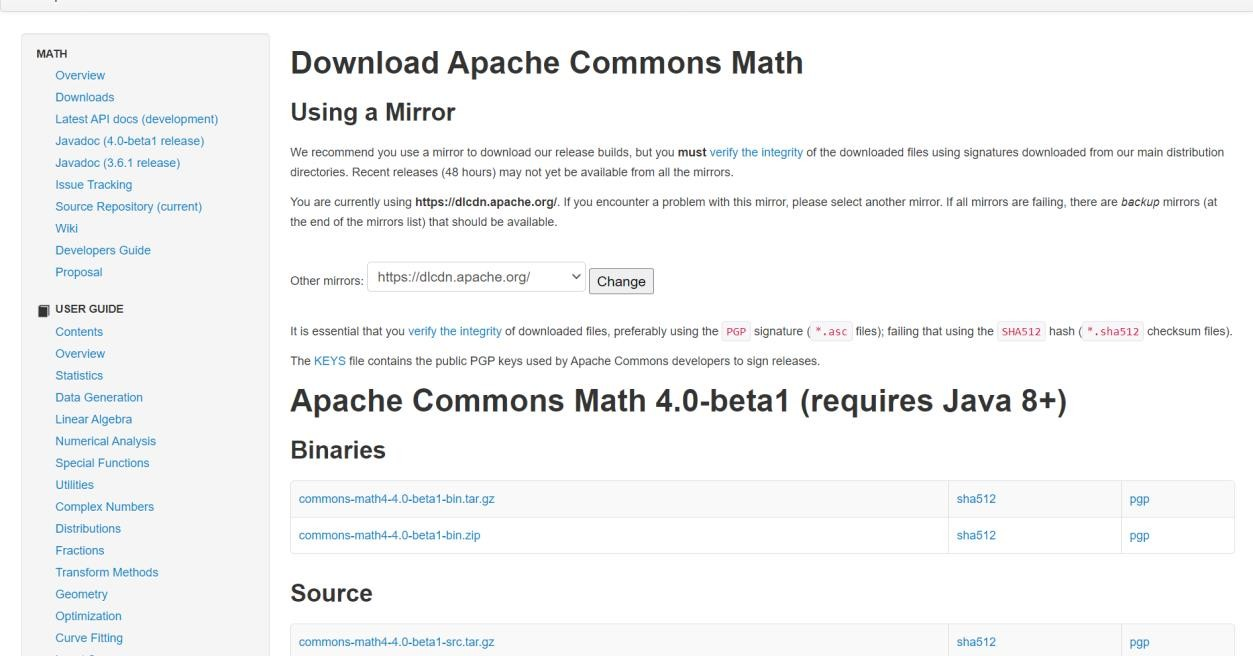 MATH
Overview
Downloads
Latest API docs (development)
Javadoc (4.0-beta1 release)
Javadoc (3.6.1 release)
Issue Tracking
Source Repository (current)
Wiki
Developers Guide
Proposal
USER GUIDE
Contents
Overview
Statistics
Data Generation
Linear Algebra
Numerical Analysis
Special Functions
Utilities
Complex Numbers
Distributions
Fractions
Transform Methods
Geometry
Optimization
Curve Fitting
Download Apache Commons Math
Using a Mirror
We recommend you use a mirror to download our release builds, but you must verify the integrity of the downloaded files using signatures downloaded from our main distribution
directories. Recent releases (48 hours) may not yet be available from all the mirrors.
You are currently using https://dlcdn.apache.org/. If you encounter a problem with this mirror, please select another mirror. If all mirrors are failing, there are backup mirrors (at
the end of the mirrors list) that should be available.
Other mirrors: https://dlcdn.apache.org/ Change
It is essential that you verify the integrity of downloaded files, preferably using the PGP signature ( *.asc files); failing that using the SHA512 hash ( *.sha512 checksum files).
The KEYS file contains the public PGP keys used by Apache Commons developers to sign releases.
Apache Commons Math 4.0-beta1 (requires Java 8+)
Binaries
commons-math4-4.0-beta1-bin.tar.gz sha512 pgp
commons-math4-4.0-beta1-bin.zip sha512 pgp
Source
commons-math4-4.0-beta1-src.tar.gz sha512 pgp